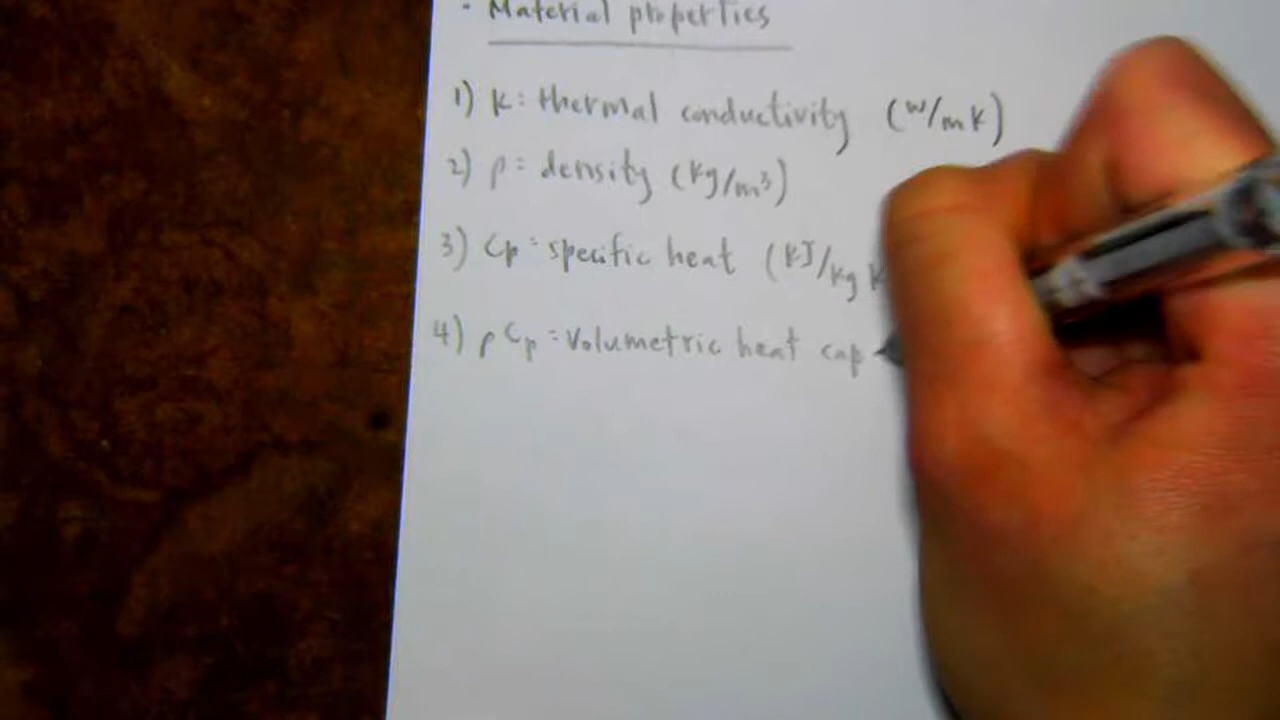 · Material properties
1) k: thermal conductivity (W/mK)
2) ρ = density (kg/m³)
3) Cp = specific heat (kJ/kg K
4) ρCp = Volumetric heat cap